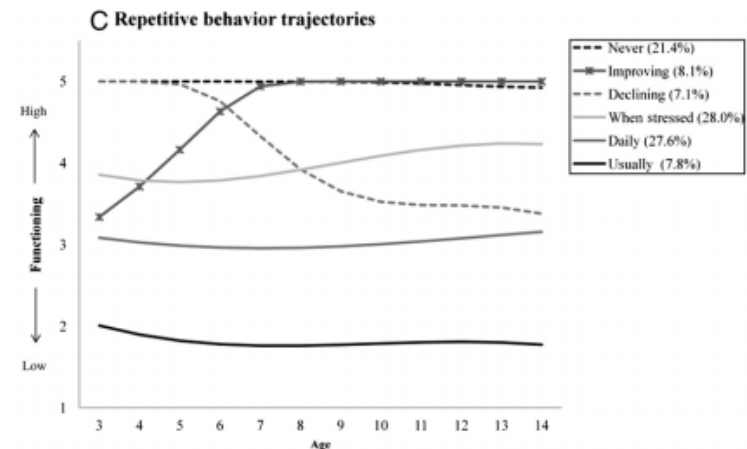 C Repetitive behavior trajectories
Never (21.4%)
Improving (8.1%)
Declining (7.1%)
When stressed (28.0%)
Daily (27.6%)
Usually (7.8%)
High
Functioning
Low
5
4
3
2
1
3 4 5 6 7 8 9 10 11 12 13 14
Age